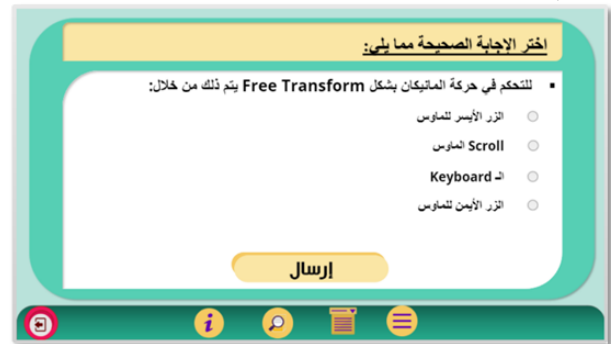 اختر الإجابة الصحيحة مما يلي:
▪ للتحكم في حركة المانيكان بشكل Free Transform يتم ذلك من خلال:
الزر الأيسر للماوس
Scroll الماوس
الـ Keyboard
الزر الأيمن للماوس
إرسال
i